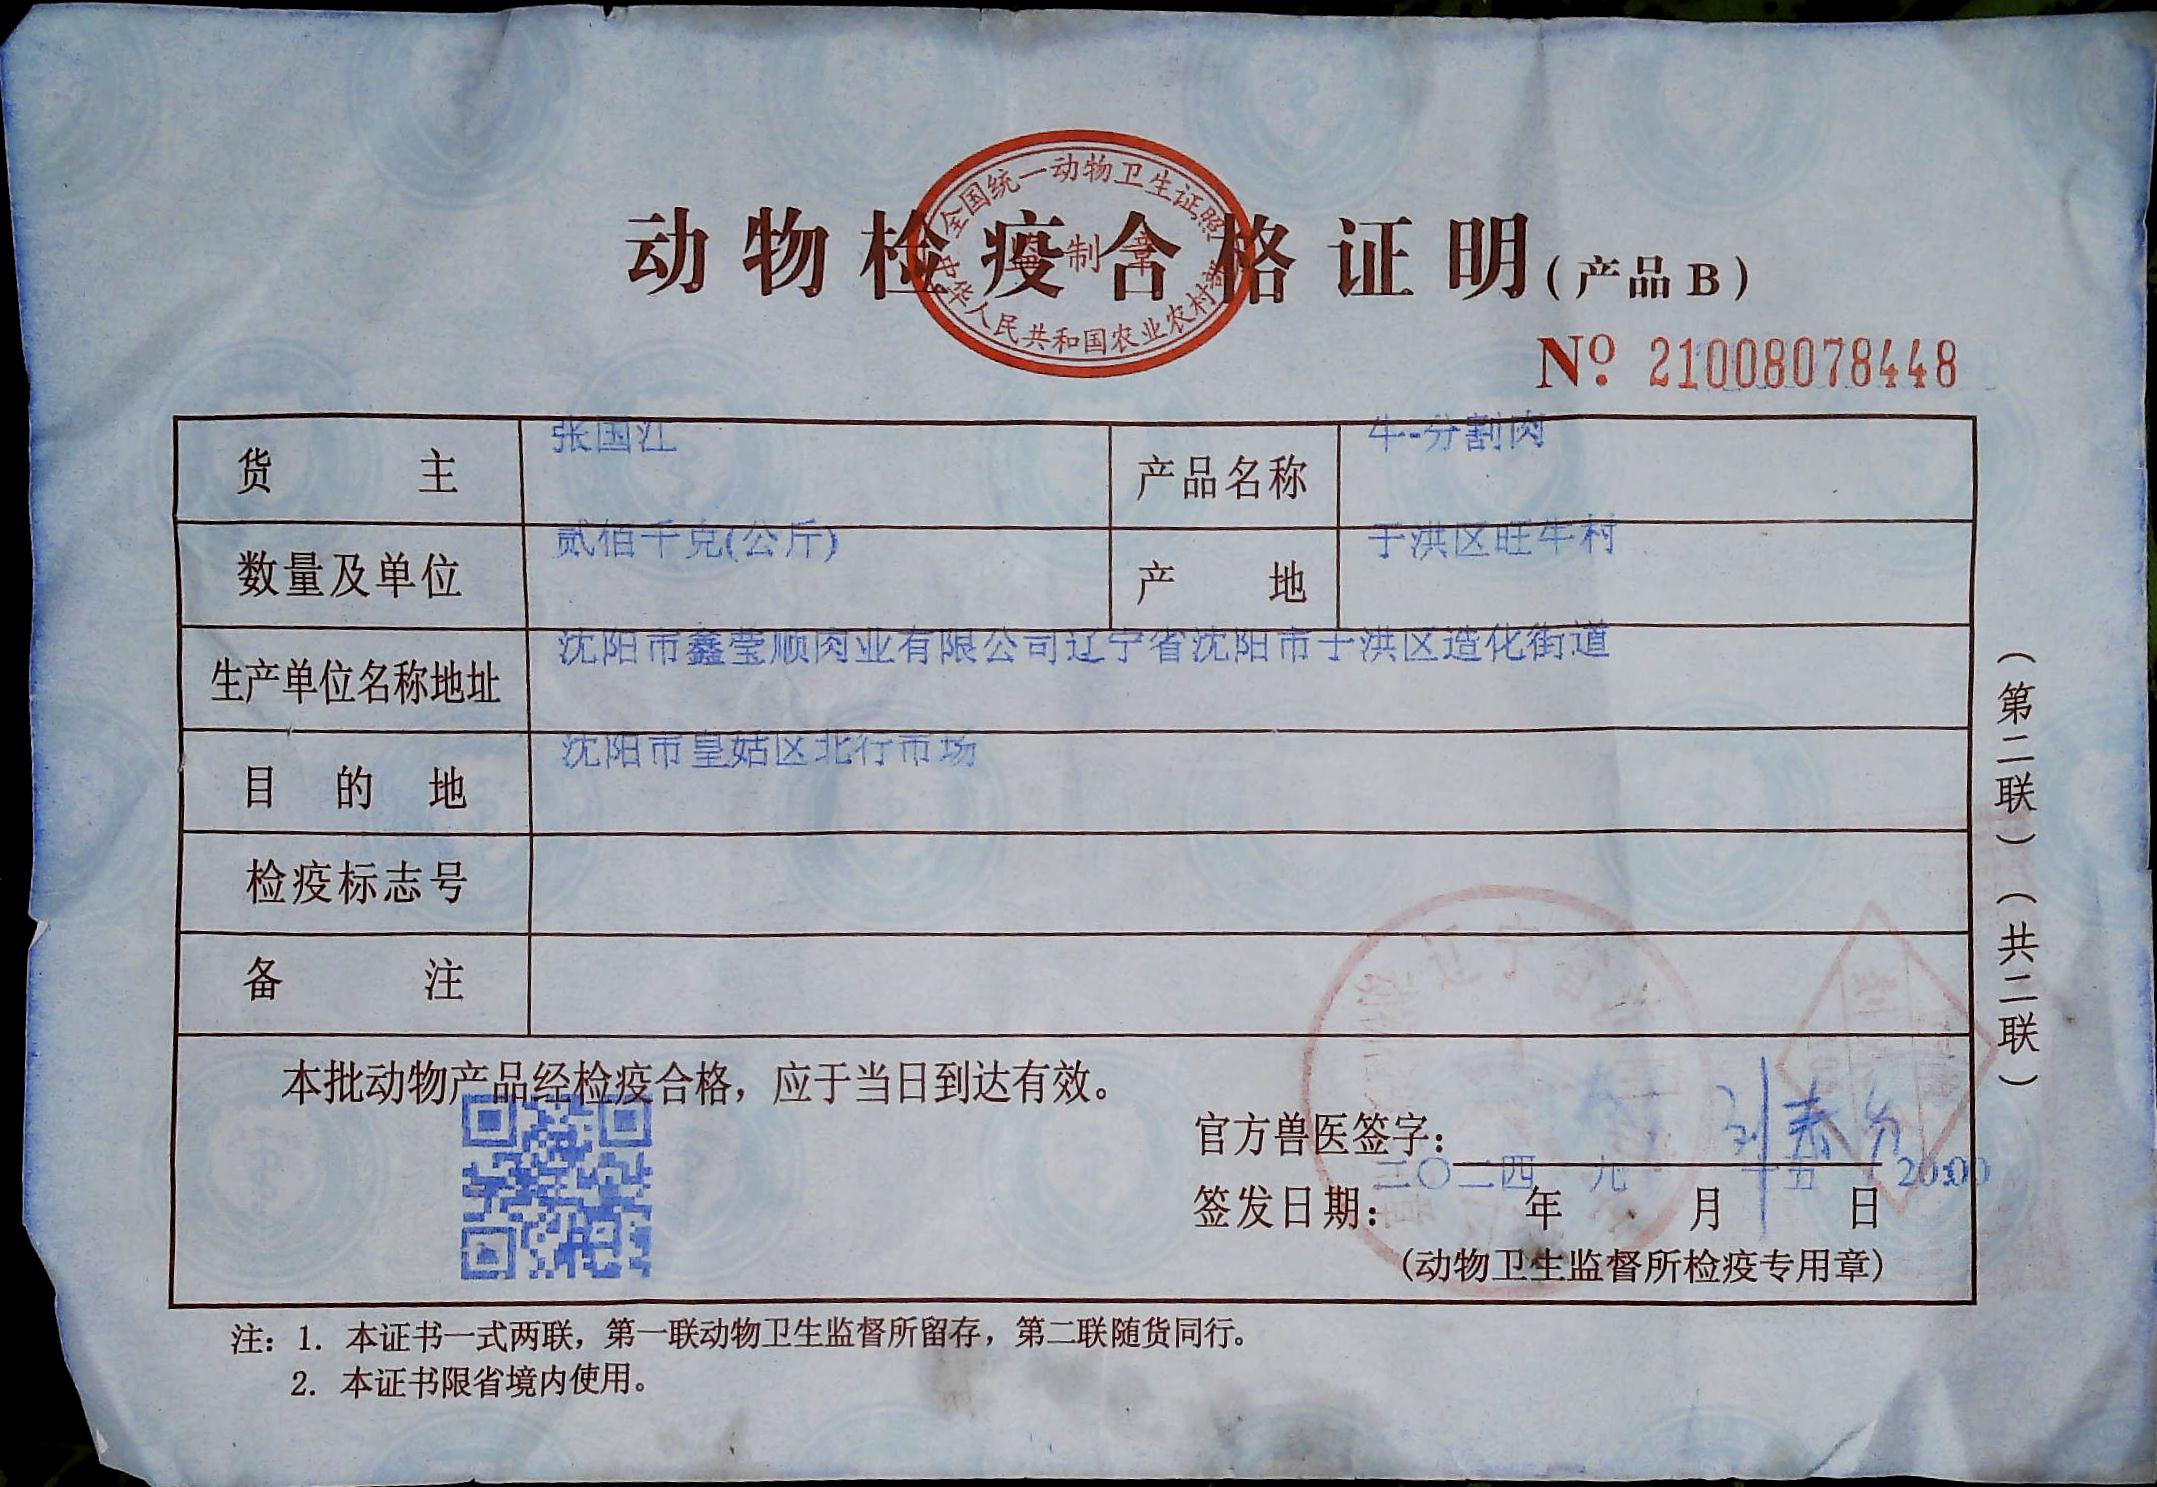 全国统一动物卫生证照
监制章
中华人民共和国农业农村部
动物检疫合格证明(产品B)
No. 21008078448
货主 张国江 产品名称 牛-分割肉
数量及单位 贰佰千克(公斤) 产地 于洪区旺牛村
生产单位名称地址 沈阳市鑫莹顺肉业有限公司辽宁省沈阳市于洪区造化街道
目的地 沈阳市皇姑区北行市场
检疫标志号
备注
本批动物产品经检疫合格，应于当日到达有效。
官方兽医签字：
签发日期：二〇二四年 九月 十五日 20:00
(动物卫生监督所检疫专用章)
(第二联)(共二联)
注：1. 本证书一式两联，第一联动物卫生监督所留存，第二联随货同行。
2. 本证书限省境内使用。